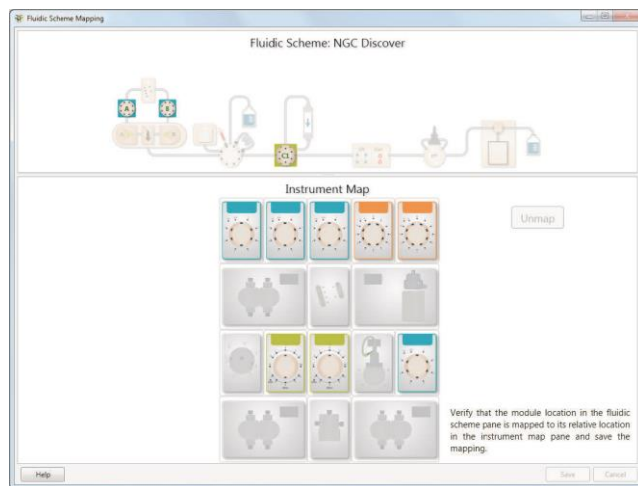 Fluidic Scheme Mapping
Fluidic Scheme: NGC Discover
A
B
C1
Instrument Map
Unmap
Verify that the module location in the fluidic
scheme pane is mapped to its relative location
in the instrument map pane and save the
mapping.
Help
Save
Cancel